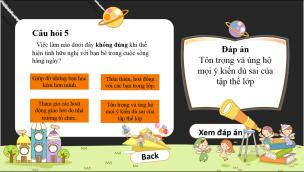 Câu hỏi 5
Việc làm nào dưới đây không đúng khi thể
hiện tình hữu nghị với bạn bè trong cuộc sống
hàng ngày?
Giúp đỡ những bạn học
kém hơn mình
Thân thiện, hoà đồng
với các bạn trong lớp.
Tham gia các hoạt
động giao lưu do nhà
trường tổ chức.
Tôn trọng và ủng hộ
mọi ý kiến dù sai của
tập thể lớp
Đáp án
Tôn trọng và ủng hộ
mọi ý kiến dù sai của
tập thể lớp
Xem đáp án
Back